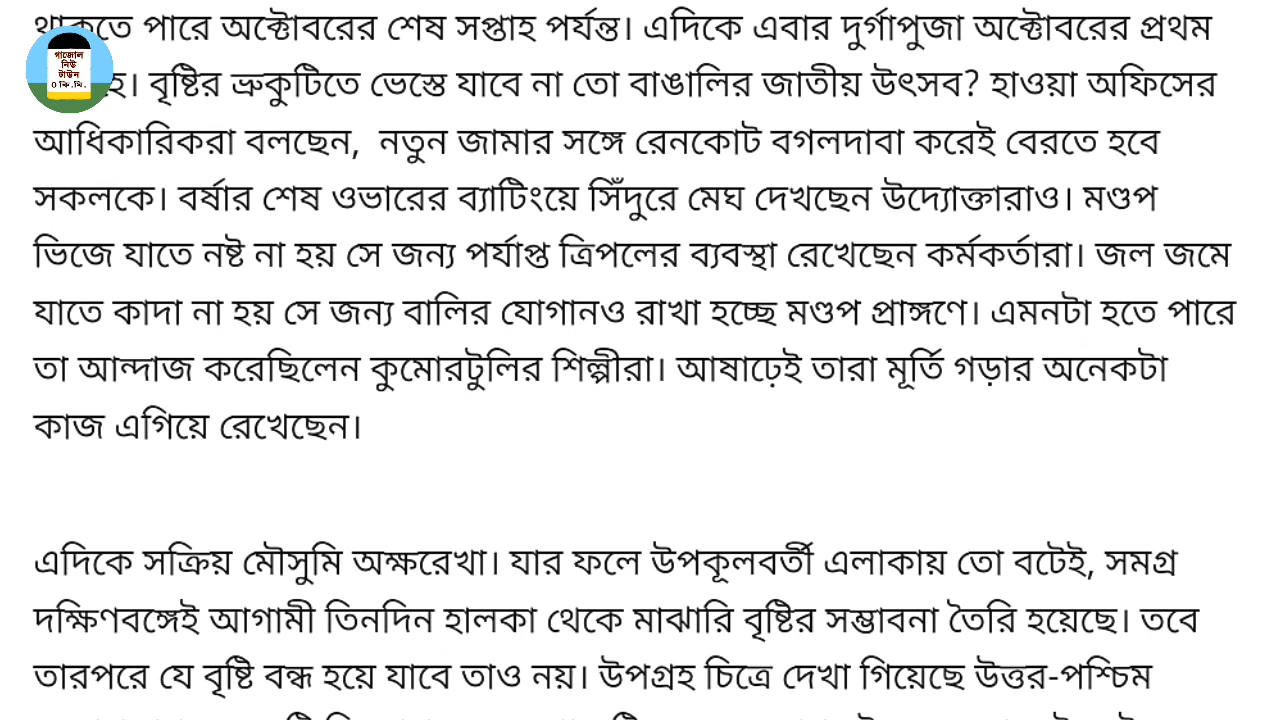 থাকতে পারে অক্টোবরের শেষ সপ্তাহ পর্যন্ত। এদিকে এবার দুর্গাপুজা অক্টোবরের প্রথম
গাজোল
নিউ
টাউন
0 কি.মি.
বৃষ্টির ভ্রুকুটিতে ভেস্তে যাবে না তো বাঙালির জাতীয় উৎসব? হাওয়া অফিসের
আধিকারিকরা বলছেন, নতুন জামার সঙ্গে রেনকোট বগলদাবা করেই বেরতে হবে
সকলকে। বর্ষার শেষ ওভারের ব্যাটিংয়ে সিঁদুরে মেঘ দেখছেন উদ্যোক্তারাও। মণ্ডপ
ভিজে যাতে নষ্ট না হয় সে জন্য পর্যাপ্ত ত্রিপলের ব্যবস্থা রেখেছেন কর্মকর্তারা। জল জমে
যাতে কাদা না হয় সে জন্য বালির যোগানও রাখা হচ্ছে মণ্ডপ প্রাঙ্গণে। এমনটা হতে পারে
তা আন্দাজ করেছিলেন কুমোরটুলির শিল্পীরা। আষাঢ়েই তারা মূর্তি গড়ার অনেকটা
কাজ এগিয়ে রেখেছেন।
এদিকে সক্রিয় মৌসুমি অক্ষরেখা। যার ফলে উপকূলবর্তী এলাকায় তো বটেই, সমগ্র
দক্ষিণবঙ্গেই আগামী তিনদিন হালকা থেকে মাঝারি বৃষ্টির সম্ভাবনা তৈরি হয়েছে। তবে
তারপরে যে বৃষ্টি বন্ধ হয়ে যাবে তাও নয়। উপগ্রহ চিত্রে দেখা গিয়েছে উত্তর-পশ্চিম